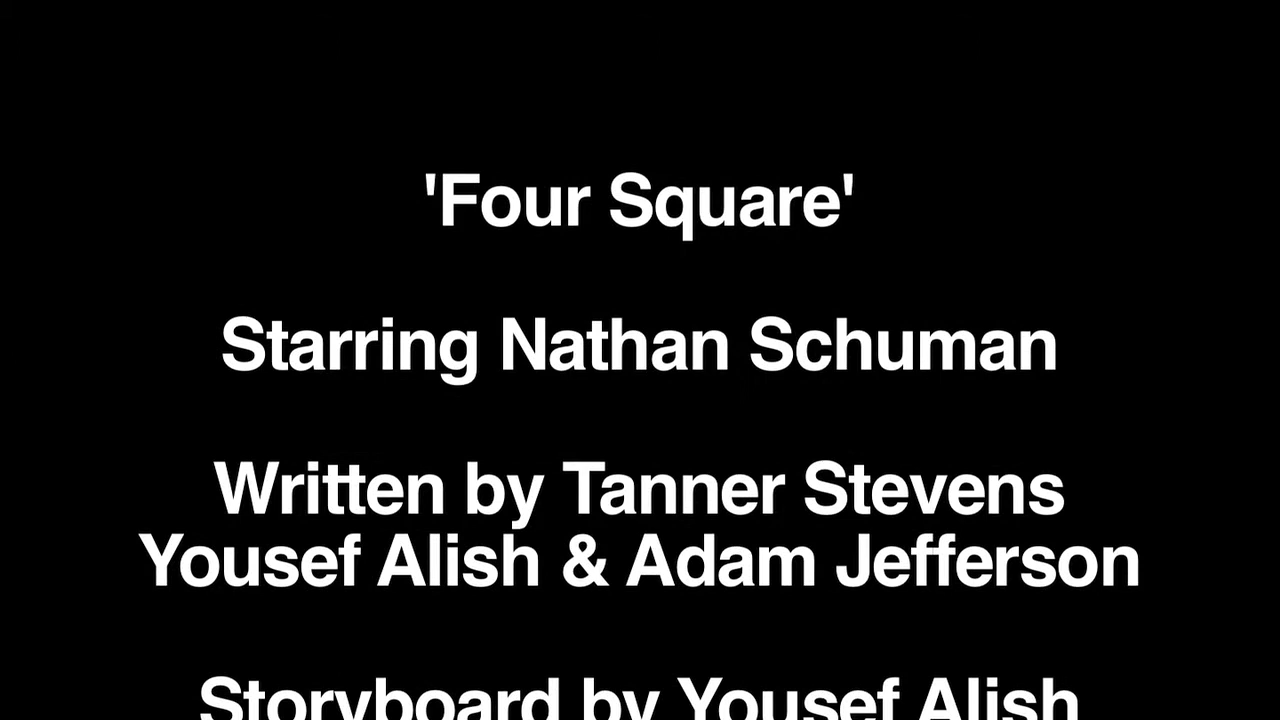 'Four Square'
Starring Nathan Schuman
Written by Tanner Stevens
Yousef Alish & Adam Jefferson
Storyboard by Yousef Alish